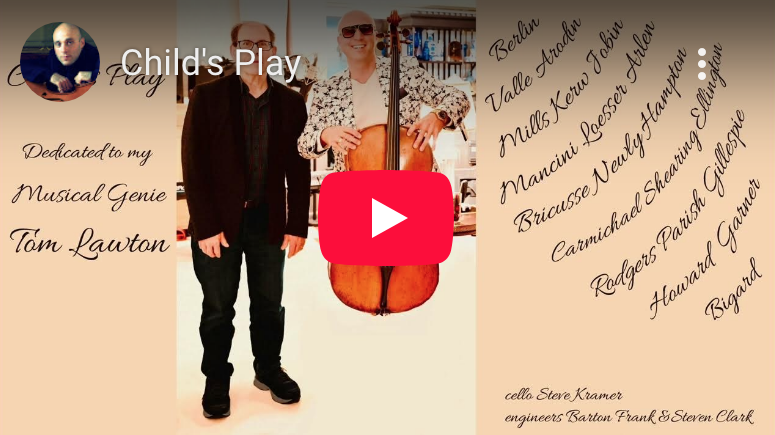 Child's Play
Play
Dedicated to my
Musical Genie
Tom Lawton
Berlin
Valle Arodin
Mills Kern Jobin
Mancini Loesser Arlen
Bricusse Newly Hampton
Carmichael Shearing Ellington
Rodgers Parish Gillespie
Howard Garner
Bigard
cello Steve Kramer
engineers Barton Frank & Steven Clark